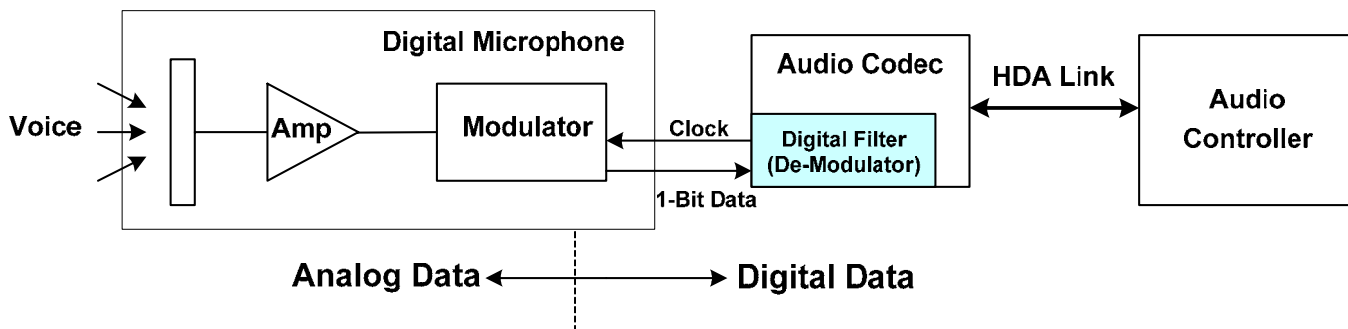 Digital Microphone
Voice
Amp
Modulator
Clock
1-Bit Data
Audio Codec
Digital Filter
(De-Modulator)
HDA Link
Audio
Controller
Analog Data
Digital Data